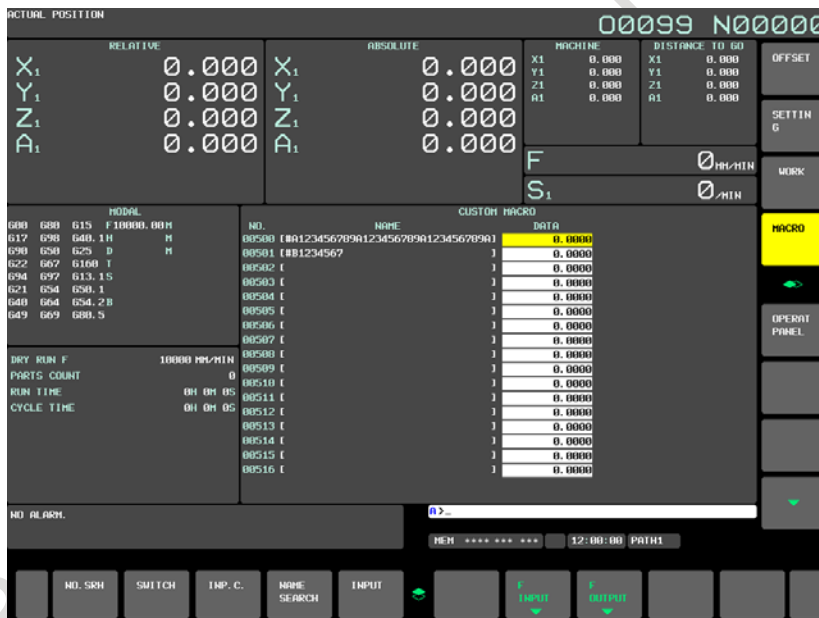 ACTUAL POSITION
O0099 N00000
RELATIVE
X1 0.000
Y1 0.000
Z1 0.000
A1 0.000
ABSOLUTE
X1 0.000
Y1 0.000
Z1 0.000
A1 0.000
MACHINE
X1 0.000
Y1 0.000
Z1 0.000
A1 0.000
DISTANCE TO GO
X1 0.000
Y1 0.000
Z1 0.000
A1 0.000
F 0 MM/MIN
S1 0 /MIN
MODAL
G00 G80 G15 F10000.00 M
G17 G98 G40.1 H M
G90 G50 G25 D M
G22 G67 G160 T
G94 G97 G13.1 S
G21 G54 G50.1
G40 G64 G54.2 B
G49 G69 G80.5
DRY RUN F 10000 MM/MIN
PARTS COUNT 0
RUN TIME 0H 0M 0S
CYCLE TIME 0H 0M 0S
CUSTOM MACRO
NO. NAME DATA
00500 [#A123456789A123456789A123456789A] 0.0000
00501 [#B1234567 ] 0.0000
00502 [ ] 0.0000
00503 [ ] 0.0000
00504 [ ] 0.0000
00505 [ ] 0.0000
00506 [ ] 0.0000
00507 [ ] 0.0000
00508 [ ] 0.0000
00509 [ ] 0.0000
00510 [ ] 0.0000
00511 [ ] 0.0000
00512 [ ] 0.0000
00513 [ ] 0.0000
00514 [ ] 0.0000
00515 [ ] 0.0000
00516 [ ] 0.0000
OFFSET
SETTIN
G
WORK
MACRO
OPERAT
PANEL
NO ALARM.
A>_
MEM **** *** *** 12:00:00 PATH1
NO.SRH
SWITCH
INP.C.
NAME
SEARCH
INPUT
F
INPUT
F
OUTPUT